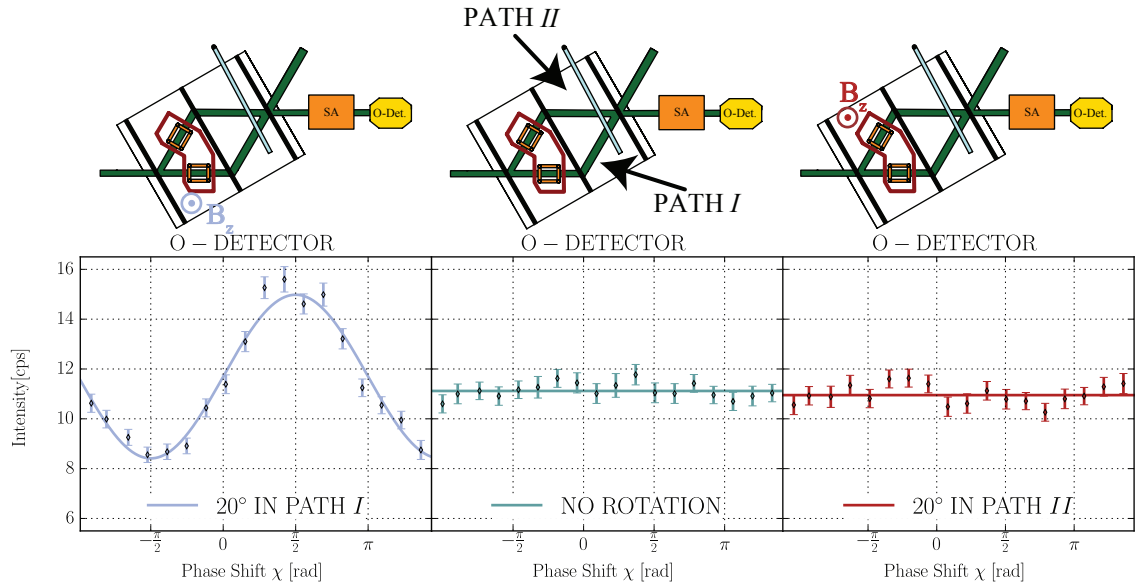 PATH II
SA
O-Det.
B_z
SA
O-Det.
PATH I
B_z
SA
O-Det.
O – DETECTOR
O – DETECTOR
O – DETECTOR
Intensity[cps]
16
14
12
10
8
6
20° IN PATH I
NO ROTATION
20° IN PATH II
−π/2
0
π/2
π
−π/2
0
π/2
π
−π/2
0
π/2
π
Phase Shift χ [rad]
Phase Shift χ [rad]
Phase Shift χ [rad]